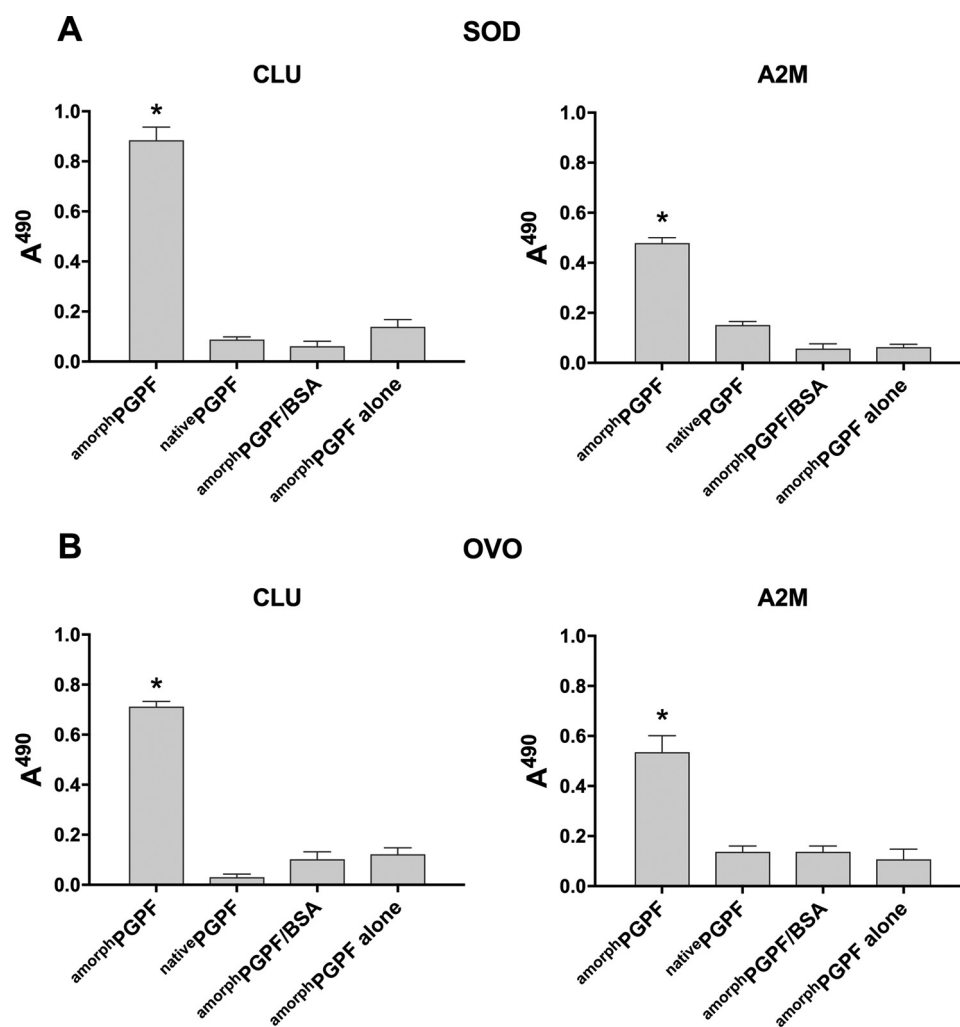 A
SOD
CLU
A2M
*
1.0
0.8
0.6
0.4
0.2
0.0
A490
amorphPGPF
nativePGPF
amorphPGPF/BSA
amorphPGPF alone
*
1.0
0.8
0.6
0.4
0.2
0.0
A490
amorphPGPF
nativePGPF
amorphPGPF/BSA
amorphPGPF alone
B
OVO
CLU
A2M
*
1.0
0.8
0.6
0.4
0.2
0.0
A490
amorphPGPF
nativePGPF
amorphPGPF/BSA
amorphPGPF alone
*
1.0
0.8
0.6
0.4
0.2
0.0
A490
amorphPGPF
nativePGPF
amorphPGPF/BSA
amorphPGPF alone